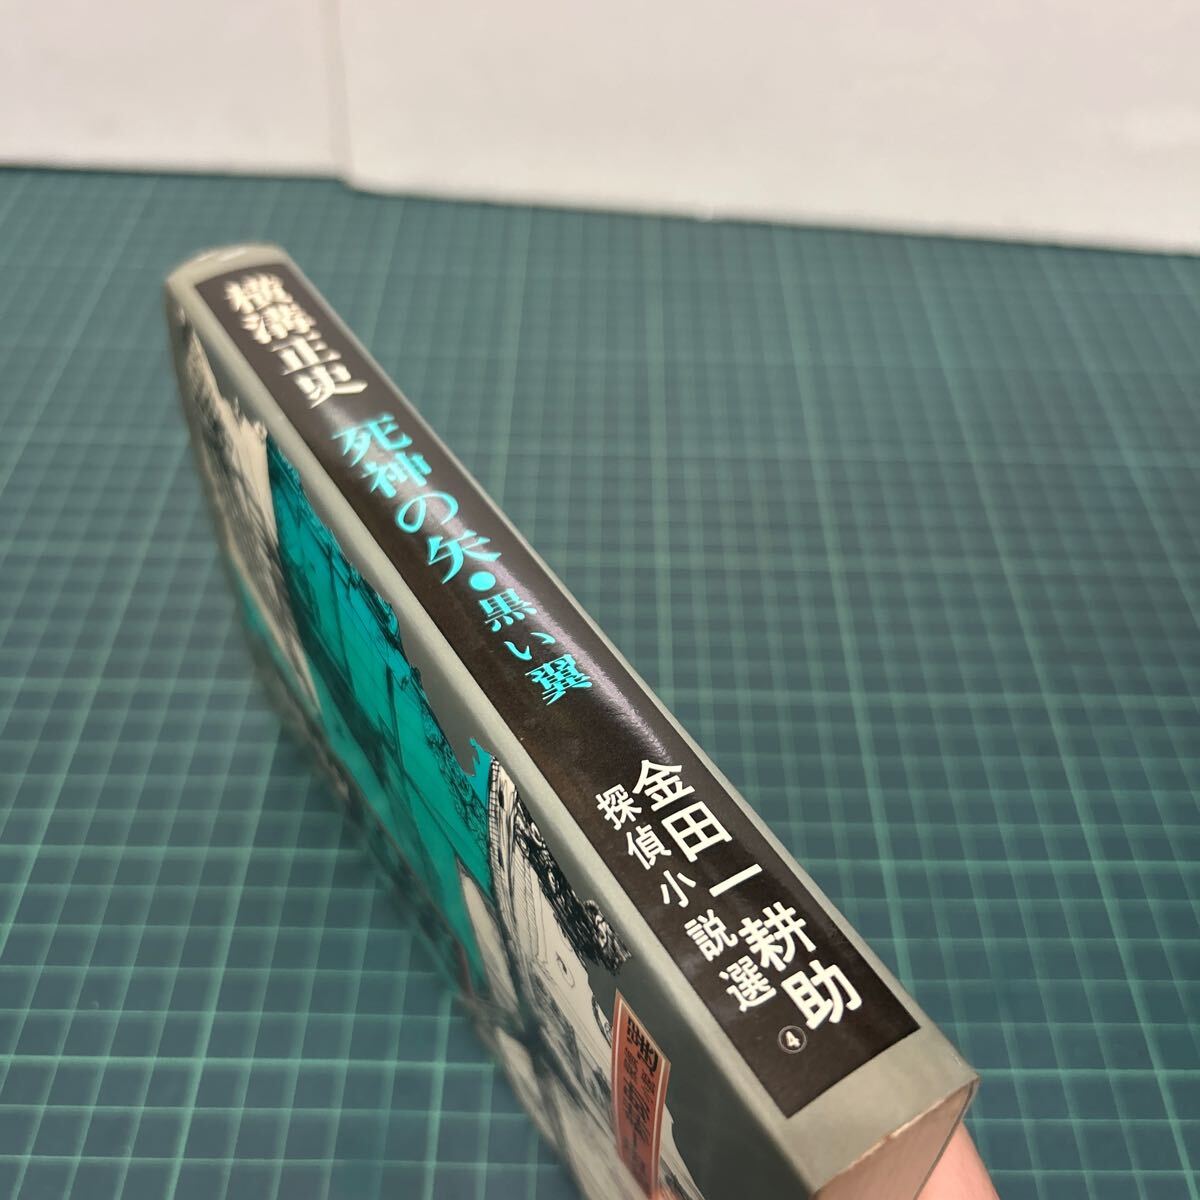 横溝正史
死神の矢・黒い翼
金田一耕助
探偵小説選
4